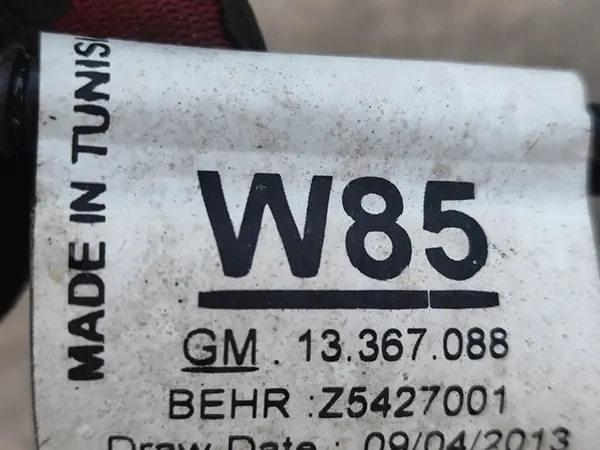 MADE IN TUNISI
W85
GM. 13.367.088
BEHR :Z5427001
Draw Date : 09/04/2013